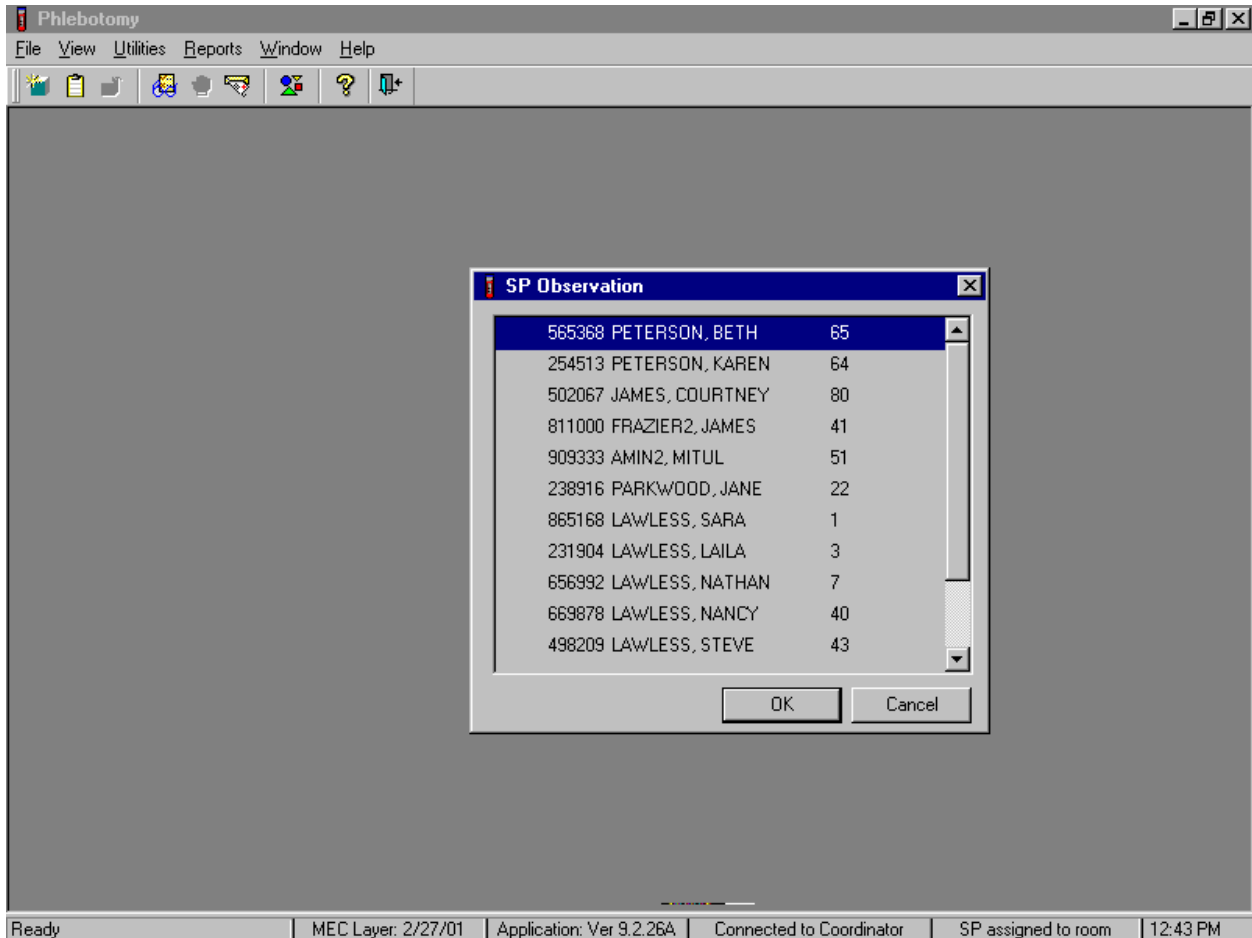 Phlebotomy
File View Utilities Reports Window Help
SP Observation
565368 PETERSON, BETH 65
254513 PETERSON, KAREN 64
502067 JAMES, COURTNEY 80
811000 FRAZIER2, JAMES 41
909333 AMIN2, MITUL 51
238916 PARKWOOD, JANE 22
865168 LAWLESS, SARA 1
231904 LAWLESS, LAILA 3
656992 LAWLESS, NATHAN 7
669878 LAWLESS, NANCY 40
498209 LAWLESS, STEVE 43
OK Cancel
Ready MEC Layer: 2/27/01 Application: Ver 9.2.26A Connected to Coordinator SP assigned to room 12:43 PM